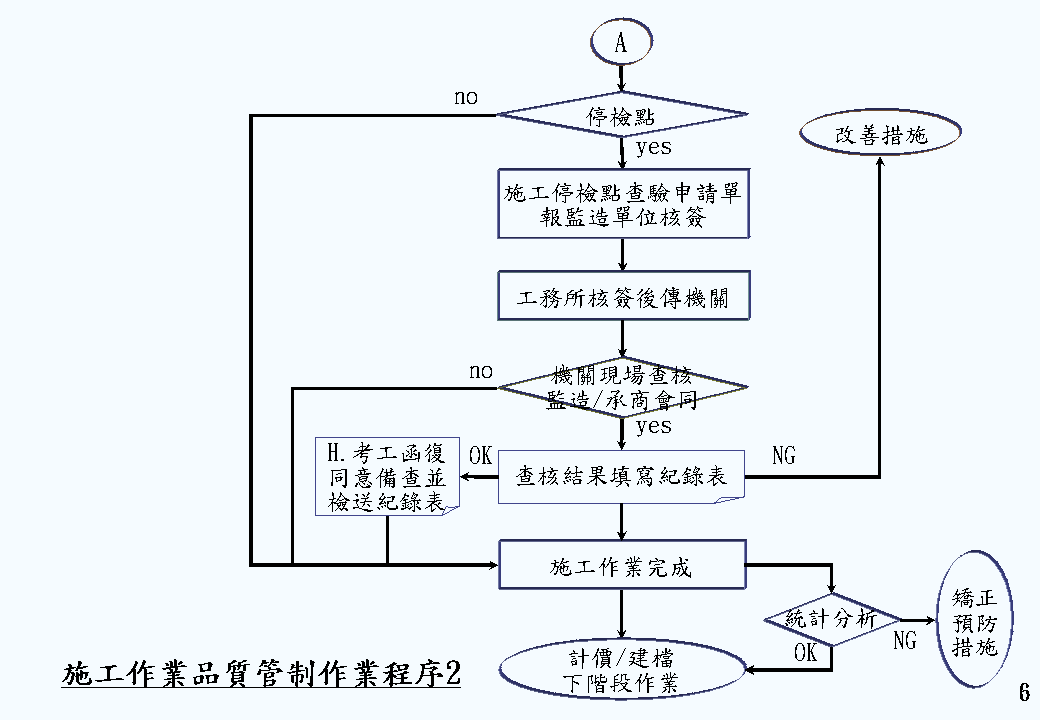 A
no
停檢點
改善措施
yes
施工停檢點查驗申請單
報監造單位核簽
工務所核簽後傳機關
no
機關現場查核
監造/承商會同
yes
H.考工函復
同意備查並
檢送紀錄表
OK
查核結果填寫紀錄表
NG
施工作業完成
統計分析
NG
矯正
預防
措施
OK
計價/建檔
下階段作業
施工作業品質管制作業程序2
6